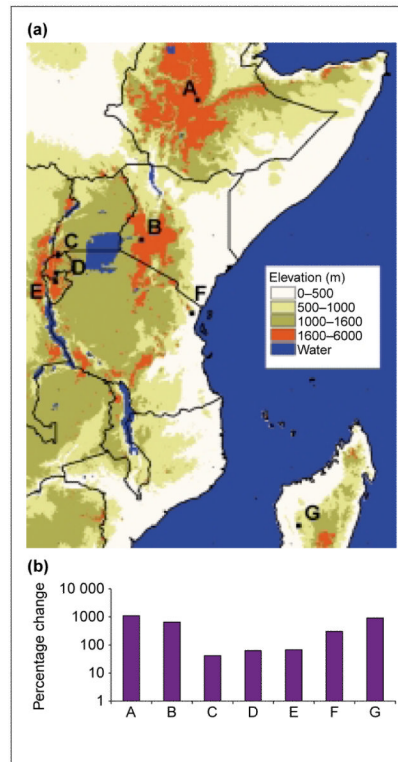 (a)
A
B
C
D
E
F
Elevation (m)
0–500
500–1000
1000–1600
1600–6000
Water
G
(b)
Percentage change
10 000
1000
100
10
1
A B C D E F G